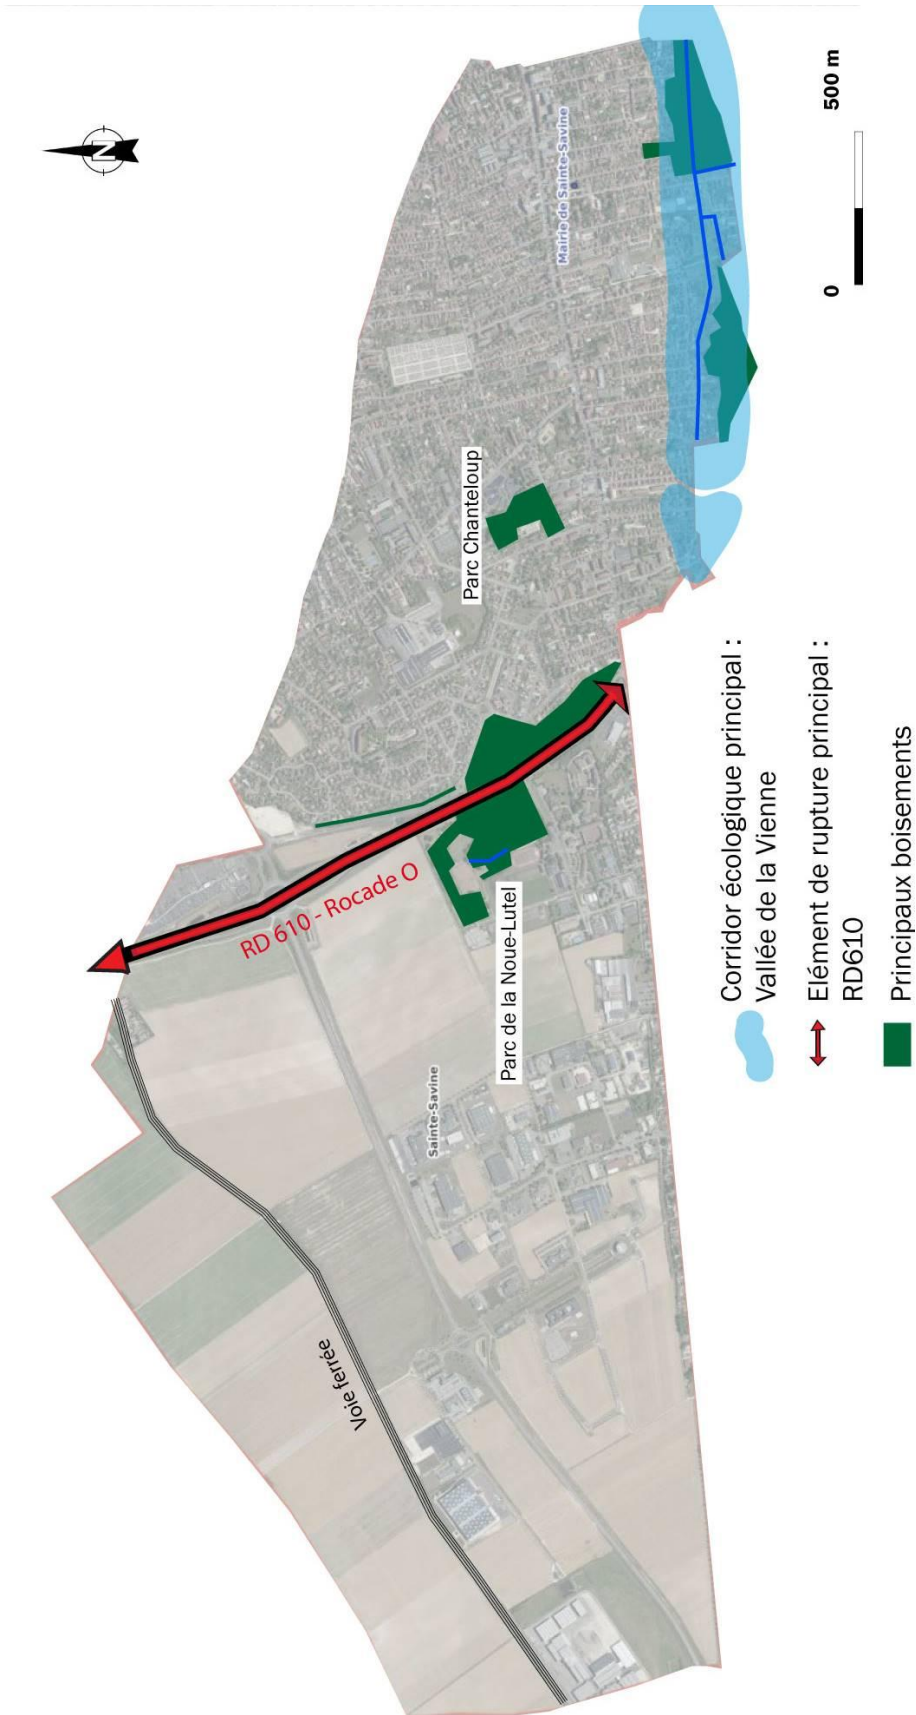 N
Mairie de Sainte-Savine
500 m
0
Parc Chanteloup
RD 610 - Rocade O
Parc de la Noue-Lutel
Sainte-Savine
Voie ferrée
Corridor écologique principal :
Vallée de la Vienne
Elément de rupture principal :
RD610
Principaux boisements